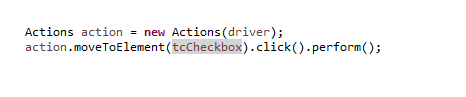 Actions action = new Actions(driver);
action.moveToElement(tcCheckbox).click().perform();